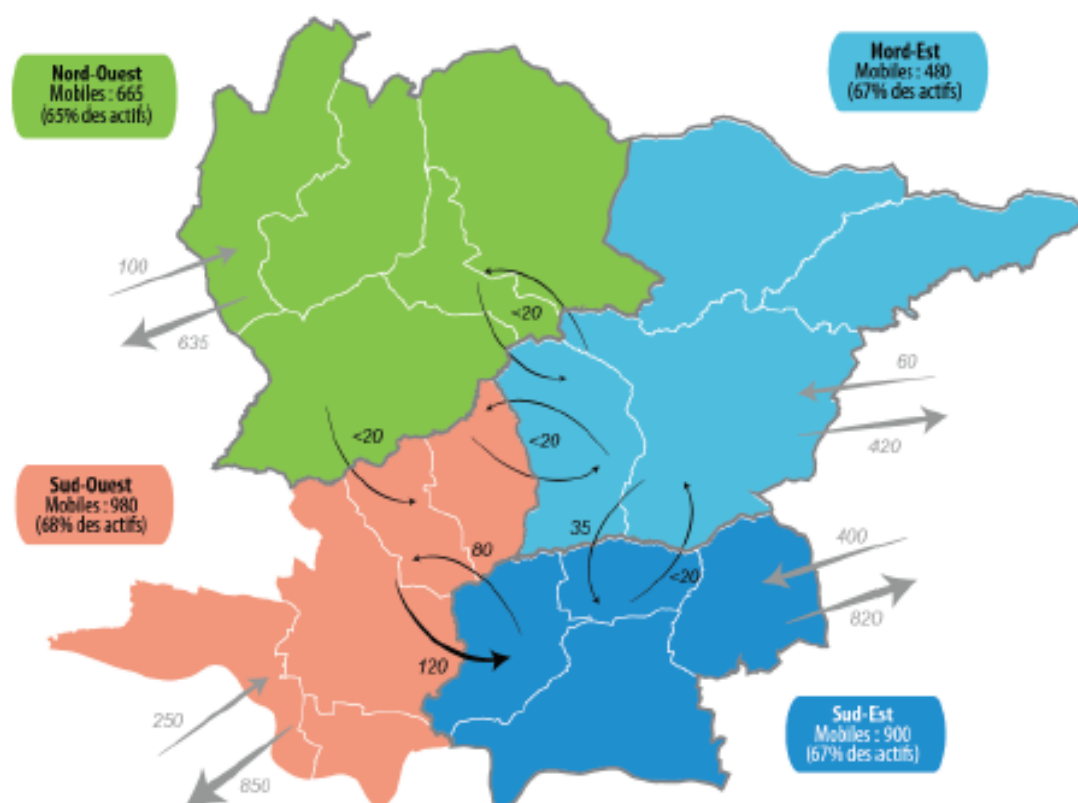 Nord-Ouest
Mobiles : 665
(65% des actifs)
Nord-Est
Mobiles : 480
(67% des actifs)
100
635
<20
60
420
<20
<20
Sud-Ouest
Mobiles : 980
(68% des actifs)
35
80
<20
400
820
120
250
850
Sud-Est
Mobiles : 900
(67% des actifs)